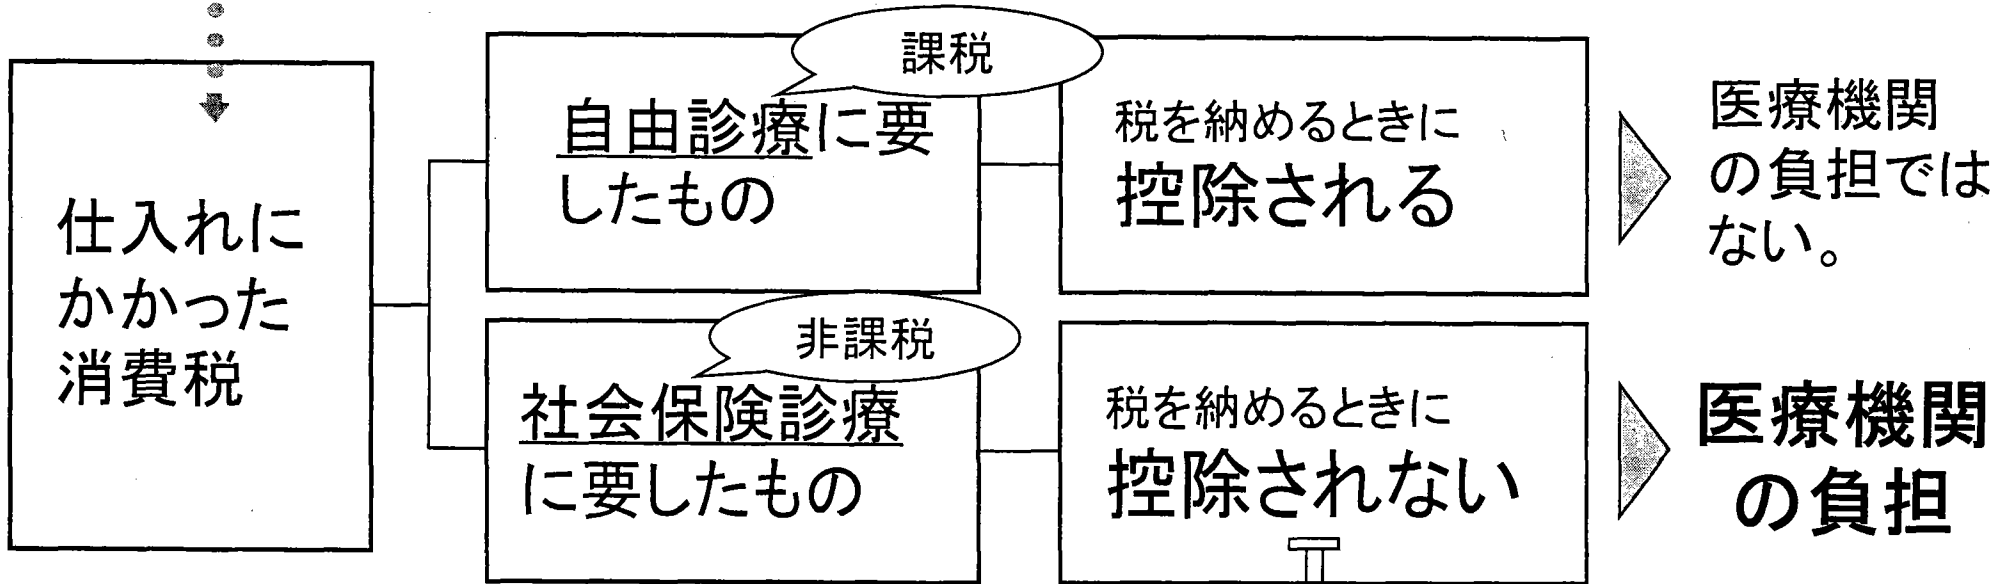 仕入れに
かかった
消費税
課税
自由診療に要
したもの
税を納めるときに
控除される
医療機関
の負担では
ない。
非課税
社会保険診療
に要したもの
税を納めるときに
控除されない
医療機関
の負担